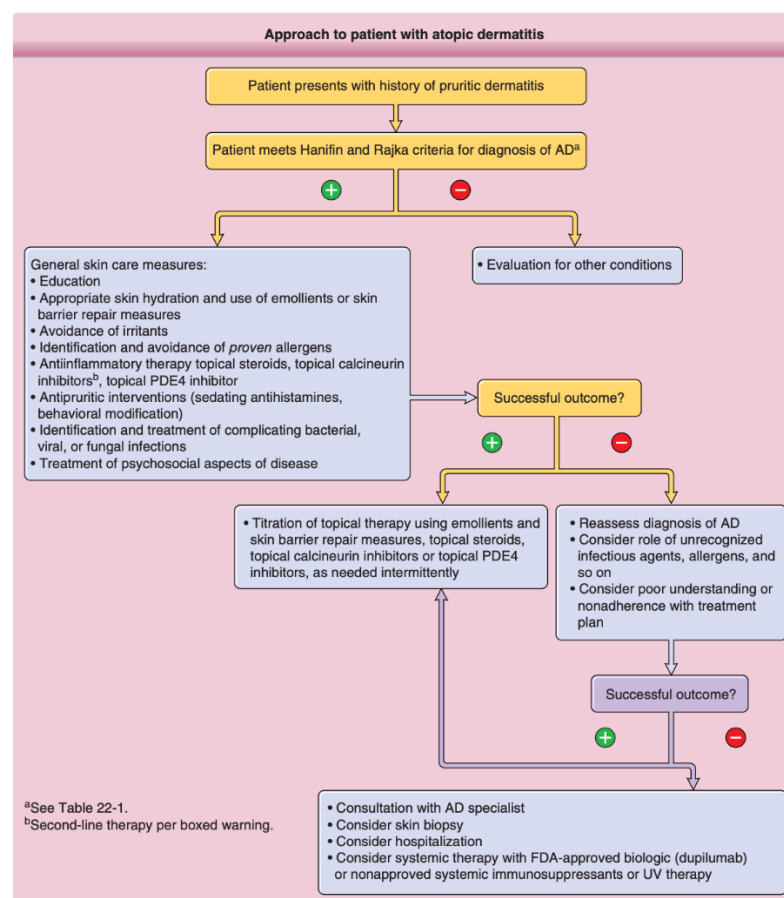 Approach to patient with atopic dermatitis
Patient presents with history of pruritic dermatitis
Patient meets Hanifin and Rajka criteria for diagnosis of ADa
General skin care measures:
• Education
• Appropriate skin hydration and use of emollients or skin
barrier repair measures
• Avoidance of irritants
• Identification and avoidance of proven allergens
• Antiinflammatory therapy topical steroids, topical calcineurin
inhibitorsb, topical PDE4 inhibitor
• Antipruritic interventions (sedating antihistamines,
behavioral modification)
• Identification and treatment of complicating bacterial,
viral, or fungal infections
• Treatment of psychosocial aspects of disease
• Evaluation for other conditions
Successful outcome?
• Titration of topical therapy using emollients and
skin barrier repair measures, topical steroids,
topical calcineurin inhibitors or topical PDE4
inhibitors, as needed intermittently
• Reassess diagnosis of AD
• Consider role of unrecognized
infectious agents, allergens, and
so on
• Consider poor understanding or
nonadherence with treatment
plan
Successful outcome?
• Consultation with AD specialist
• Consider skin biopsy
• Consider hospitalization
• Consider systemic therapy with FDA-approved biologic (dupilumab)
or nonapproved systemic immunosuppressants or UV therapy
aSee Table 22-1.
bSecond-line therapy per boxed warning.